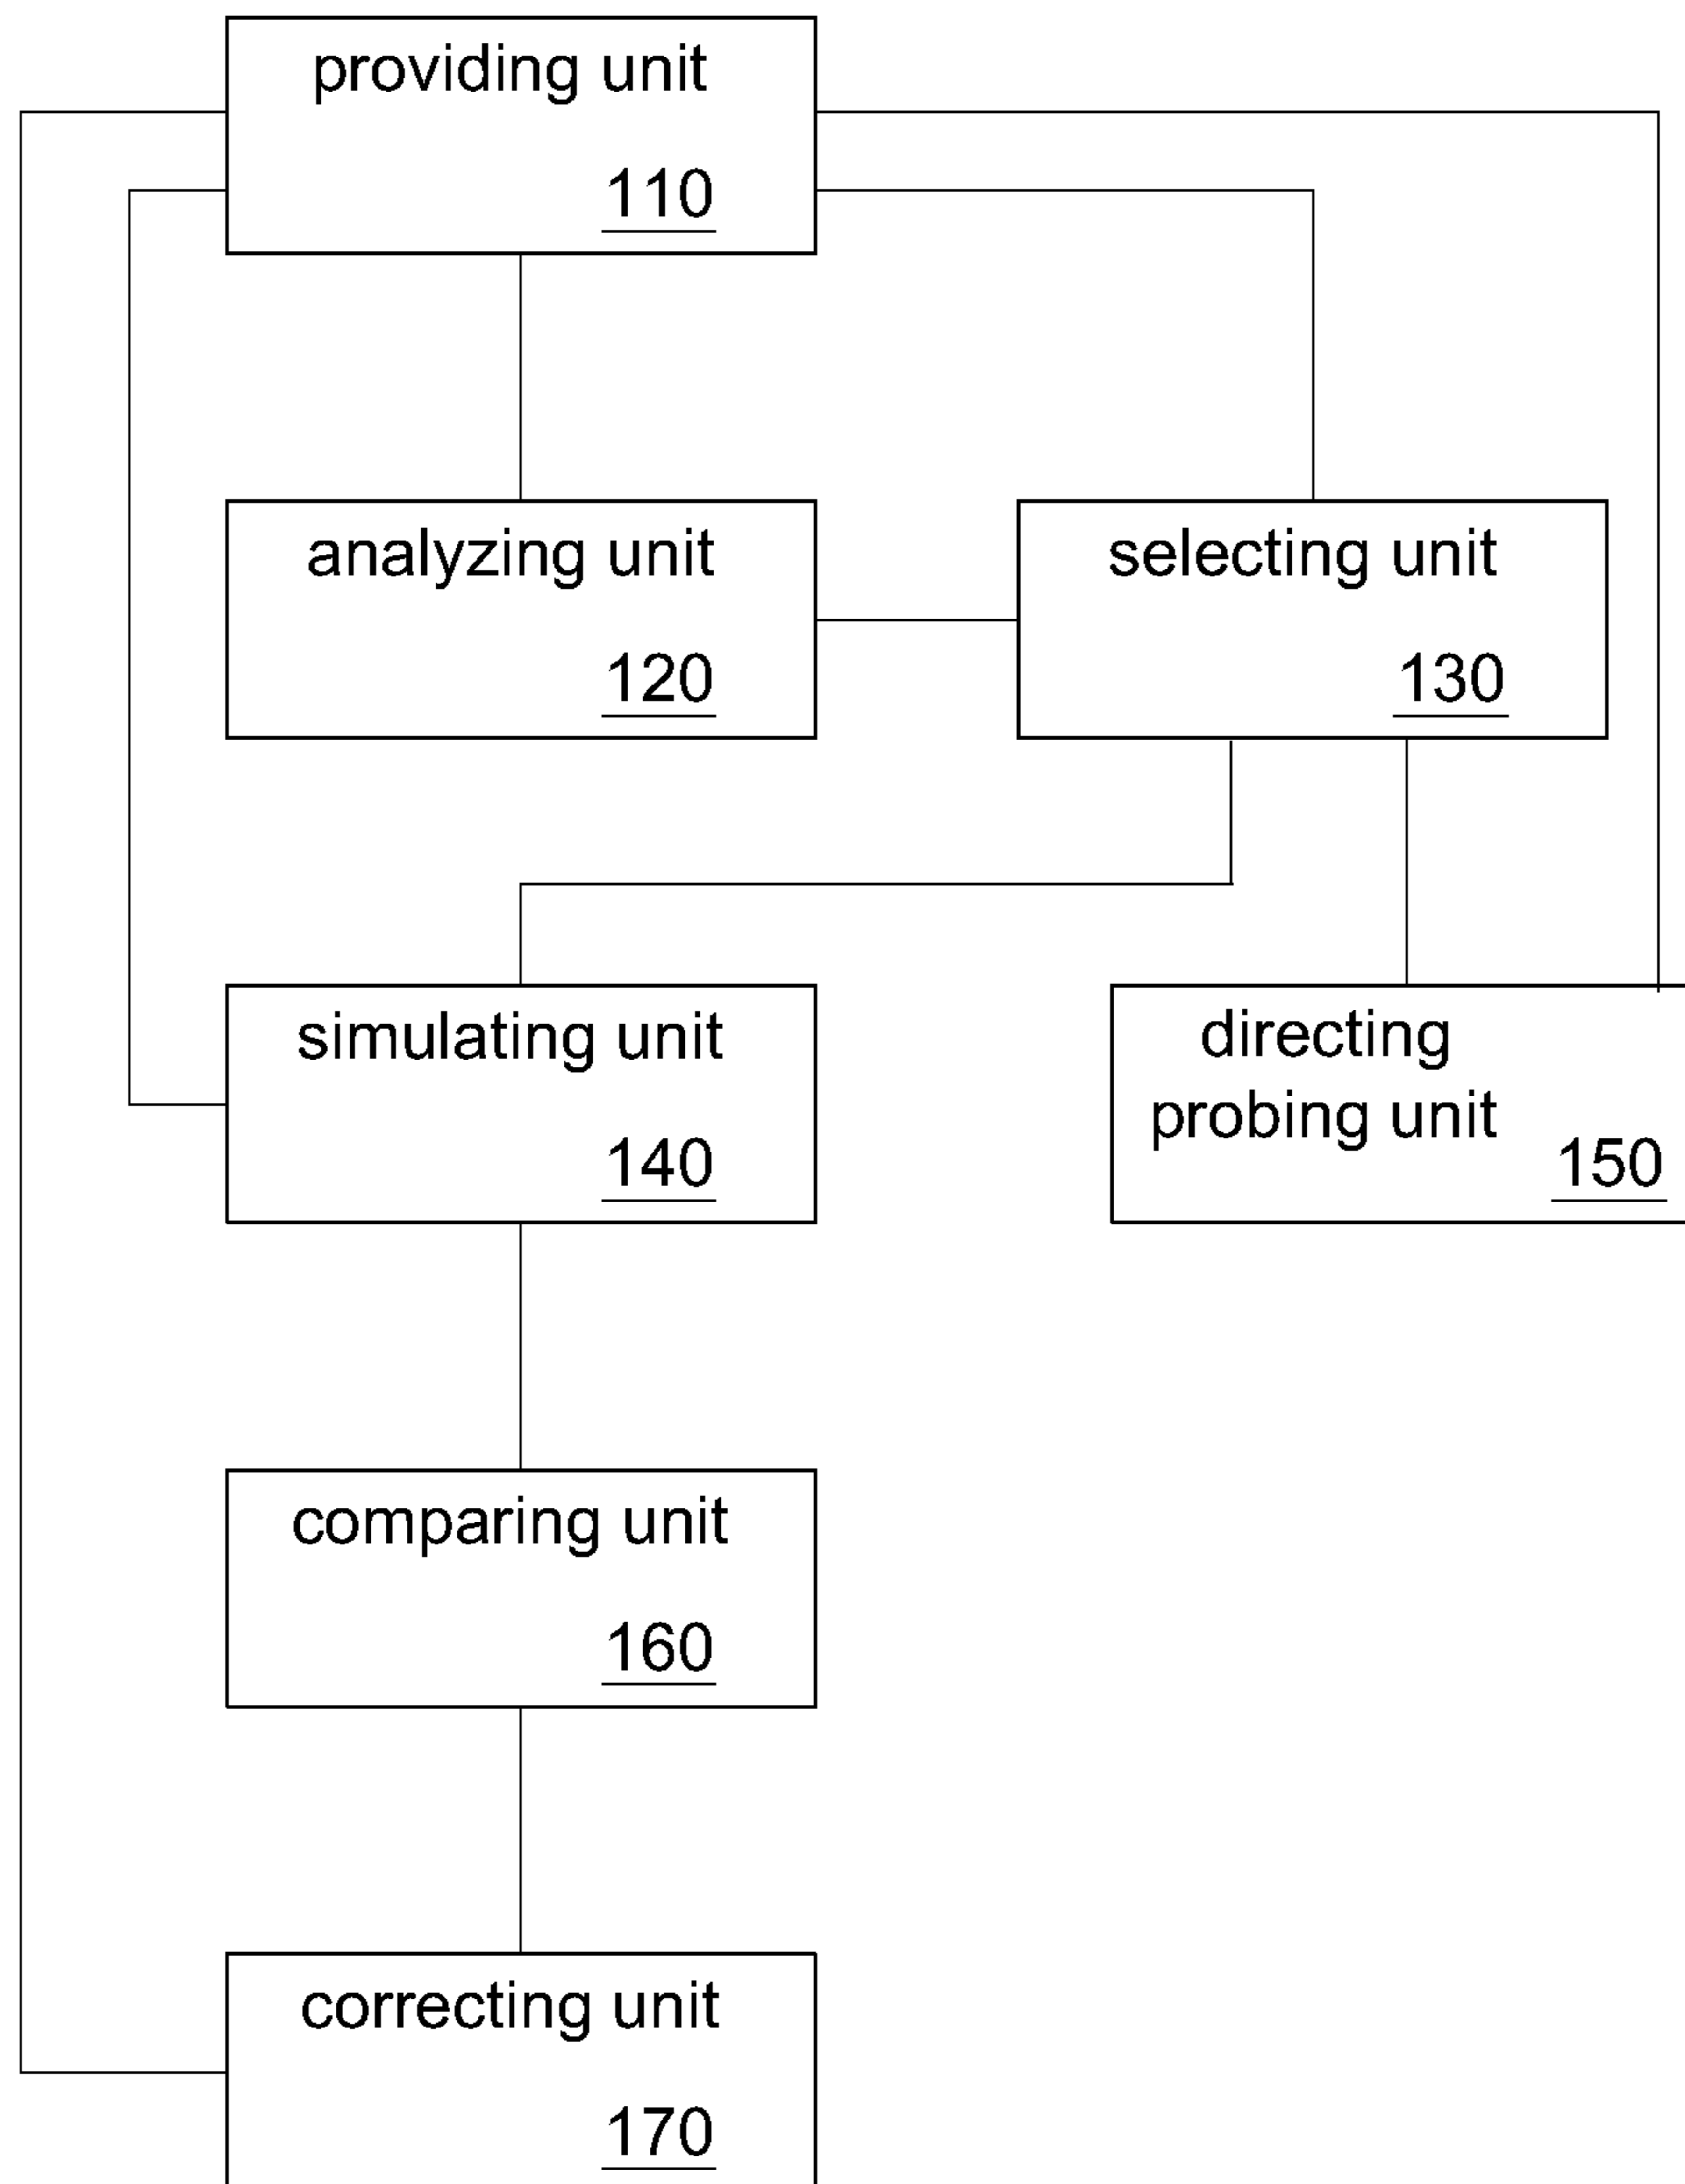 providing unit
110
analyzing unit
120
selecting unit
130
simulating unit
140
directing
probing unit
150
comparing unit
160
correcting unit
170